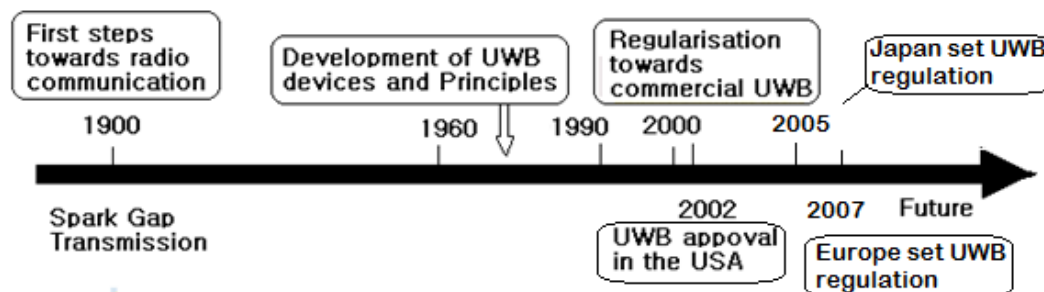 First steps
towards radio
communication
Development of UWB
devices and Principles
Regularisation
towards
commercial UWB
Japan set UWB
regulation
1900
1960
1990
2000
2005
Spark Gap
Transmission
2002
2007
Future
UWB appoval
in the USA
Europe set UWB
regulation